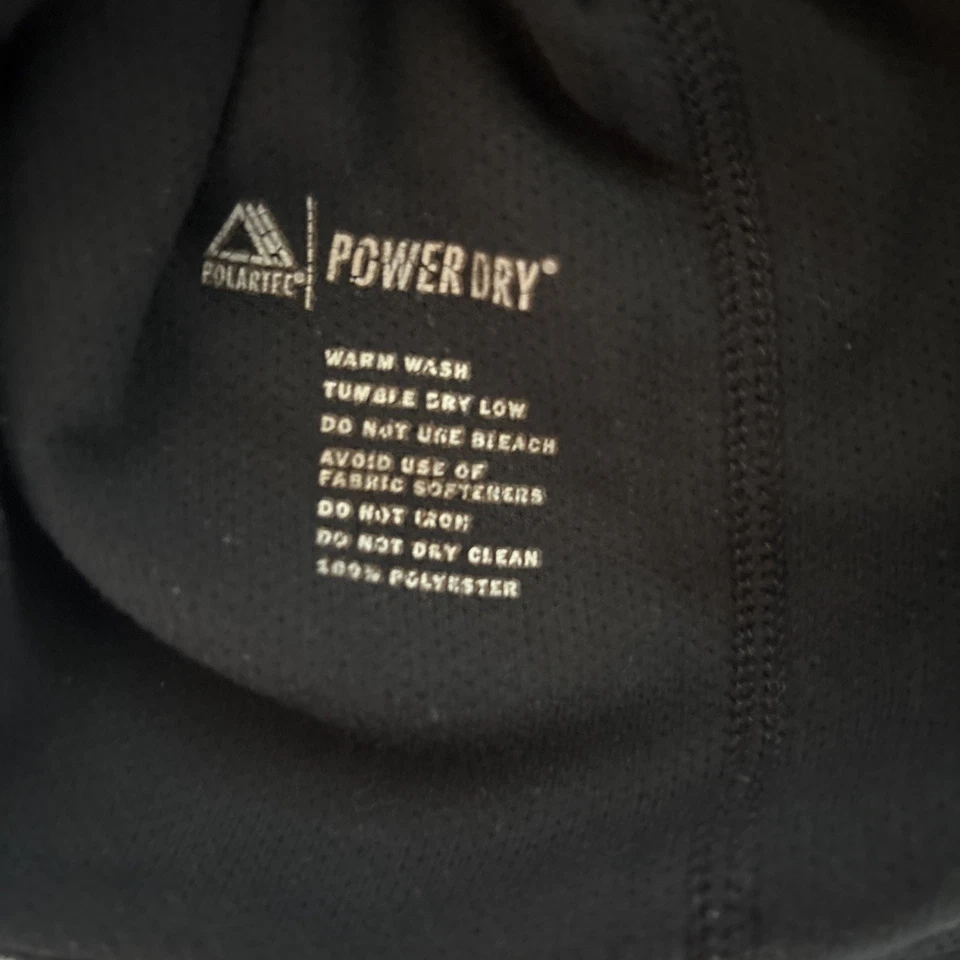 POLARTEC® POWER DRY®
WARM WASH
TUMBLE DRY LOW
DO NOT USE BLEACH
AVOID USE OF
FABRIC SOFTENERS
DO NOT IRON
DO NOT DRY CLEAN
100% POLYESTER